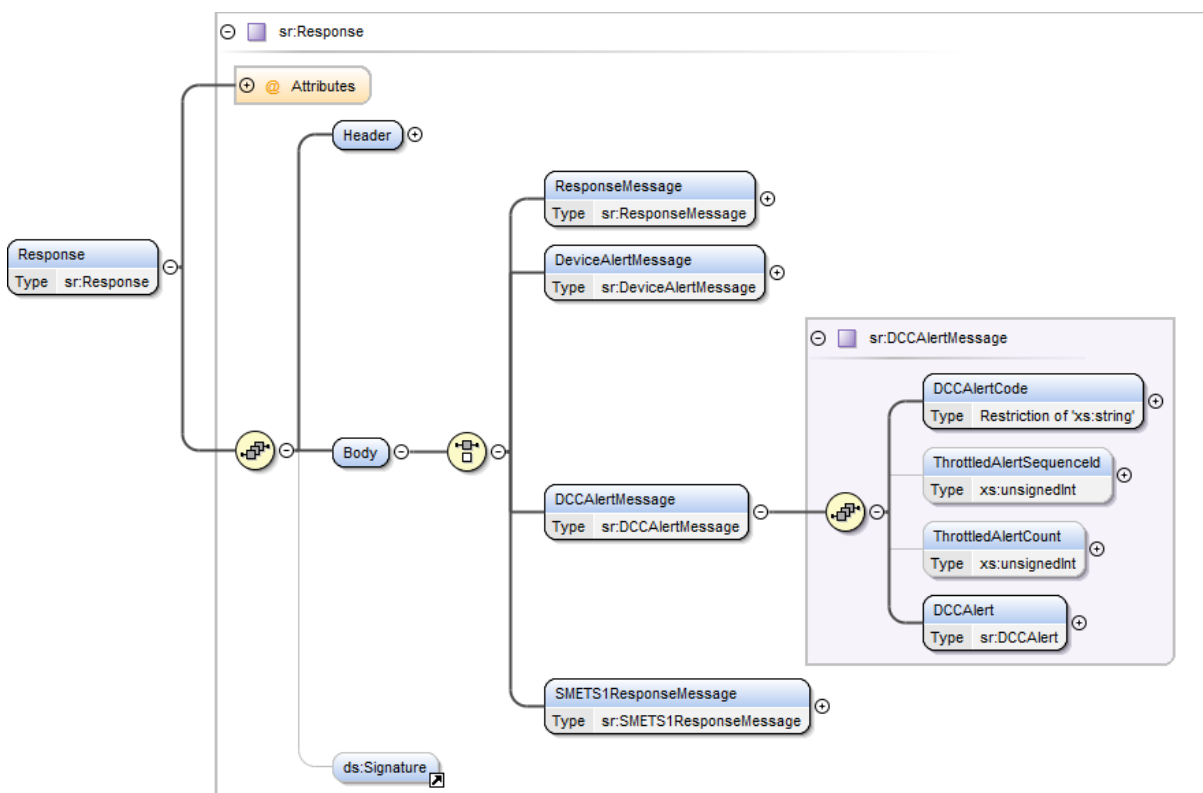 sr:Response
@ Attributes
Header
ResponseMessage
Type sr:ResponseMessage
Response
Type sr:Response
DeviceAlertMessage
Type sr:DeviceAlertMessage
sr:DCCAlertMessage
DCCAlertCode
Type Restriction of 'xs:string'
Body
ThrottledAlertSequenceId
Type xs:unsignedInt
DCCAlertMessage
Type sr:DCCAlertMessage
ThrottledAlertCount
Type xs:unsignedInt
DCCAlert
Type sr:DCCAlert
SMETS1ResponseMessage
Type sr:SMETS1ResponseMessage
ds:Signature